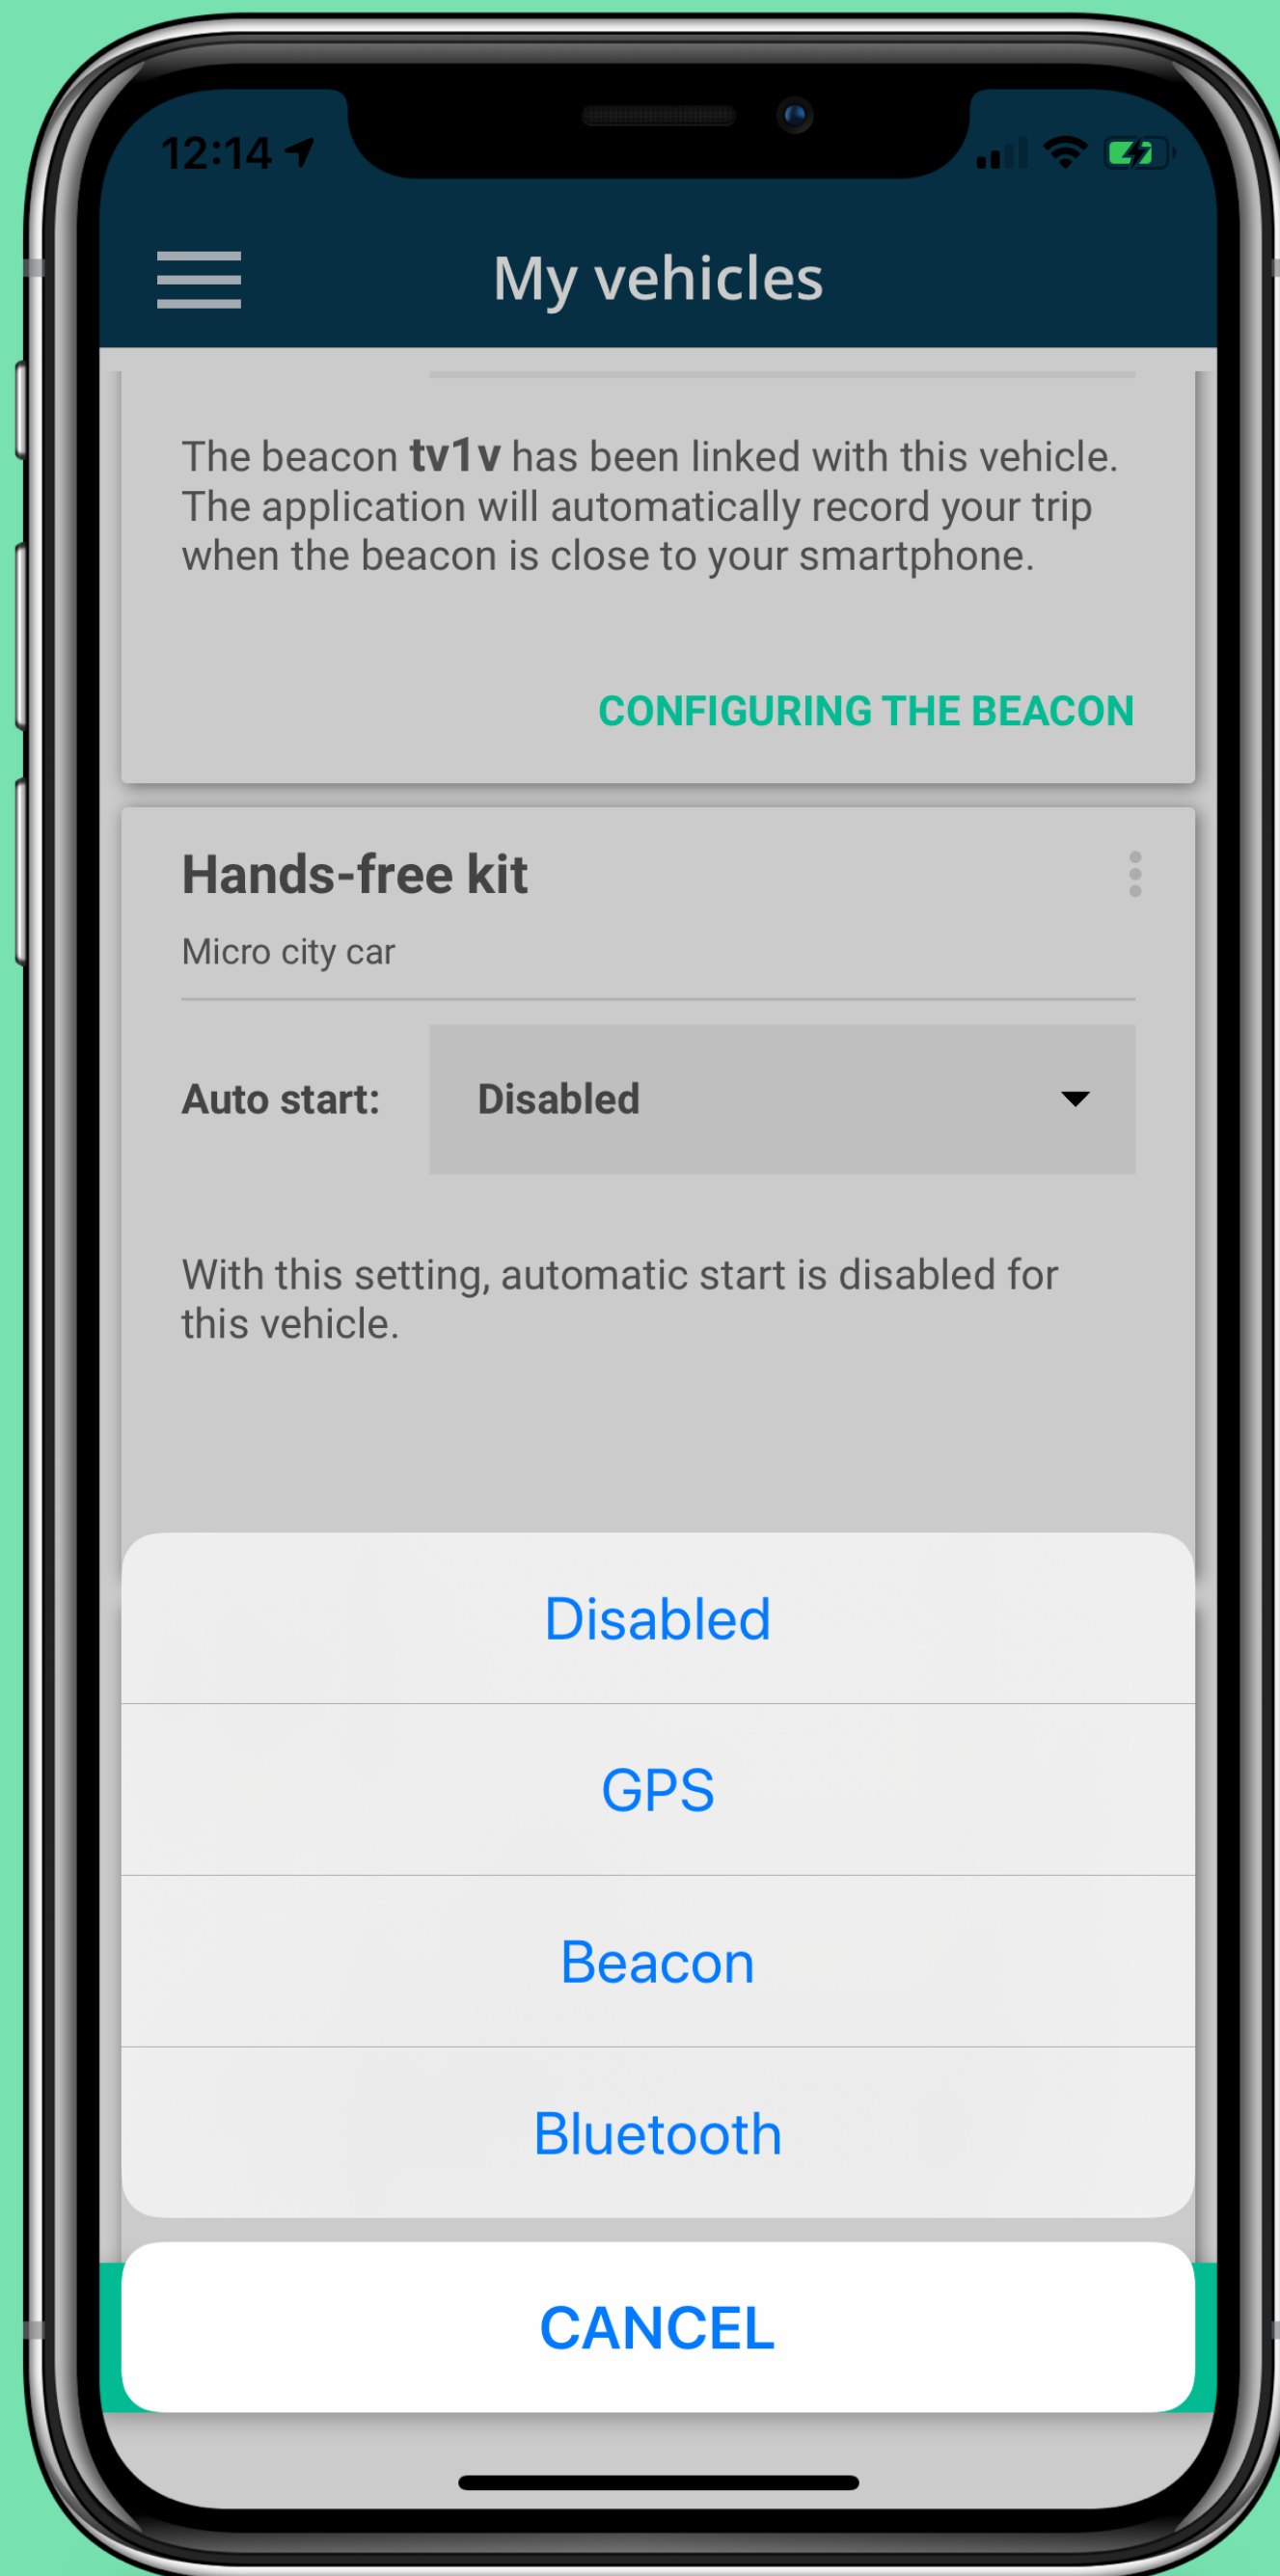 12:14
My vehicles
The beacon tv1v has been linked with this vehicle.
The application will automatically record your trip
when the beacon is close to your smartphone.
CONFIGURING THE BEACON
Hands-free kit
Micro city car
Auto start: Disabled
With this setting, automatic start is disabled for
this vehicle.
Disabled
GPS
Beacon
Bluetooth
CANCEL